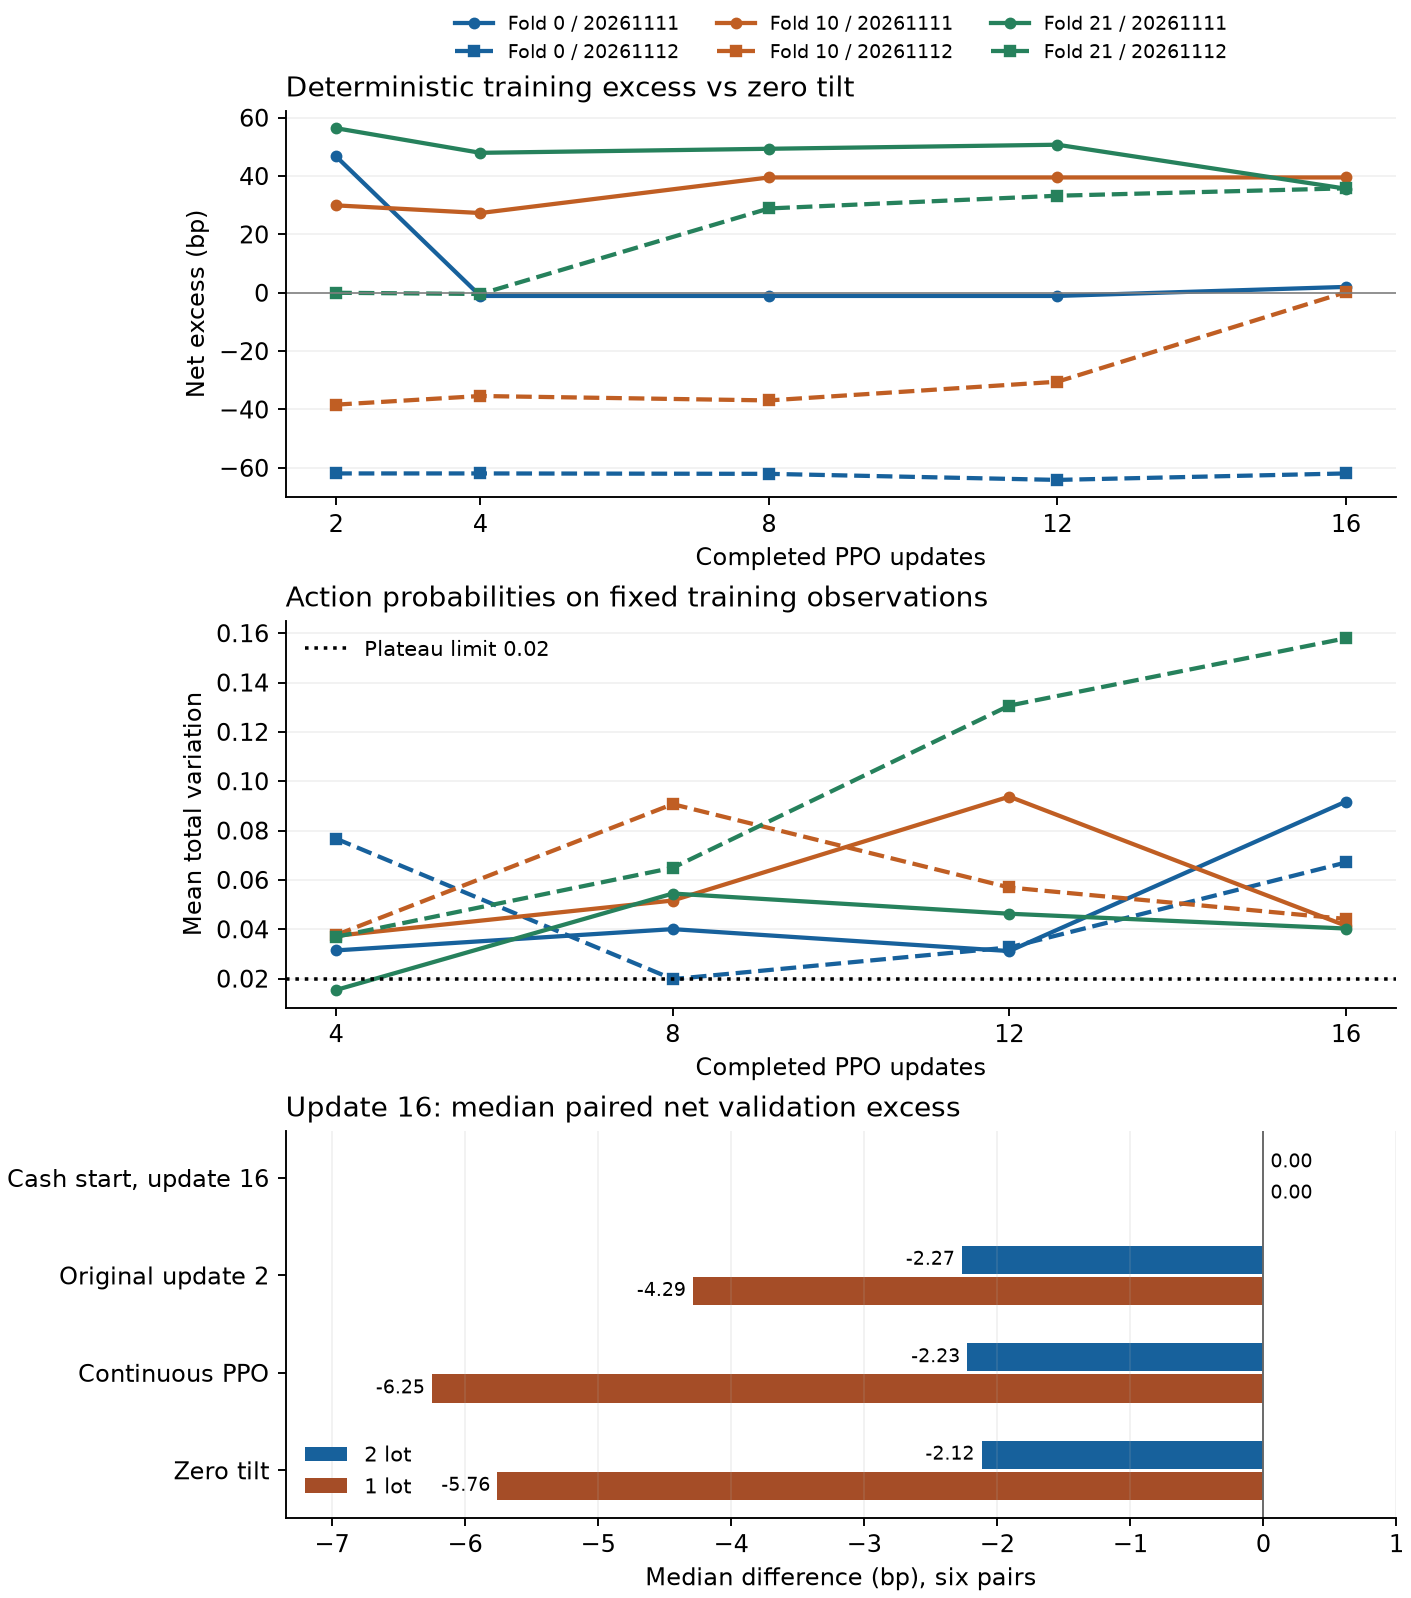 Fold 0 / 20261111
Fold 10 / 20261111
Fold 21 / 20261111
Fold 0 / 20261112
Fold 10 / 20261112
Fold 21 / 20261112
Deterministic training excess vs zero tilt
60
40
20
0
−20
−40
−60
Net excess (bp)
2
4
8
12
16
Completed PPO updates
Action probabilities on fixed training observations
0.16
0.14
0.12
0.10
0.08
0.06
0.04
0.02
Mean total variation
Plateau limit 0.02
4
8
12
16
Completed PPO updates
Update 16: median paired net validation excess
Cash start, update 16
0.00
0.00
Original update 2
-2.27
-4.29
Continuous PPO
-2.23
-6.25
Zero tilt
-2.12
-5.76
2 lot
1 lot
−7
−6
−5
−4
−3
−2
−1
0
1
Median difference (bp), six pairs